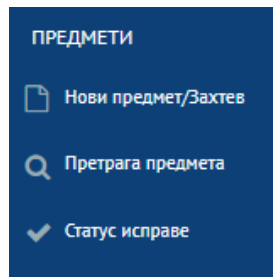 ПРЕДМЕТИ
Нови предмет/Захтев
Претрага предмета
Статус исправе